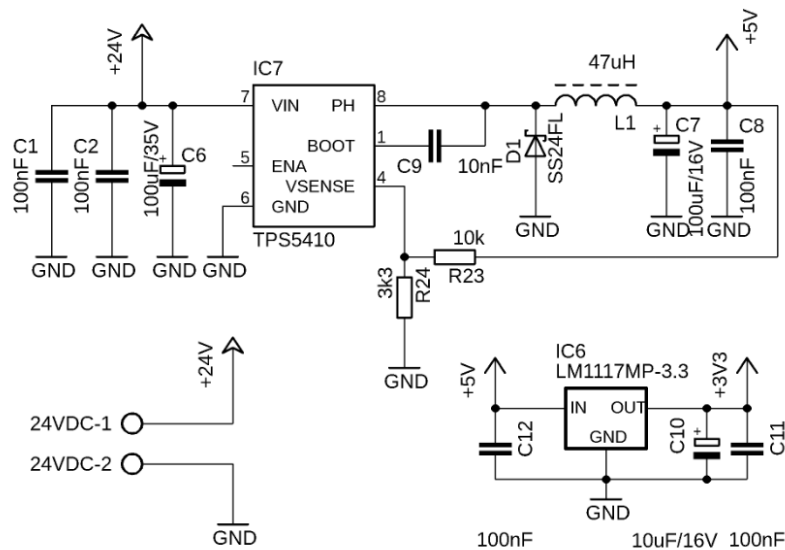 +24V
+5V
IC7
47uH
7
VIN
PH
8
L1
C1
100nF
C2
100nF
C6
100uF/35V
+
BOOT
1
C9
10nF
D1
SS24FL
+
C7
100uF/16V
C8
100nF
5
ENA
VSENSE
4
6
GND
TPS5410
GND
GND
GND
GND
GND
GND
GND
10k
R23
3k3
R24
GND
+24V
24VDC-1
24VDC-2
GND
IC6
LM1117MP-3.3
+5V
+3V3
IN
OUT
GND
C12
+
C10
C11
GND
100nF
10uF/16V
100nF